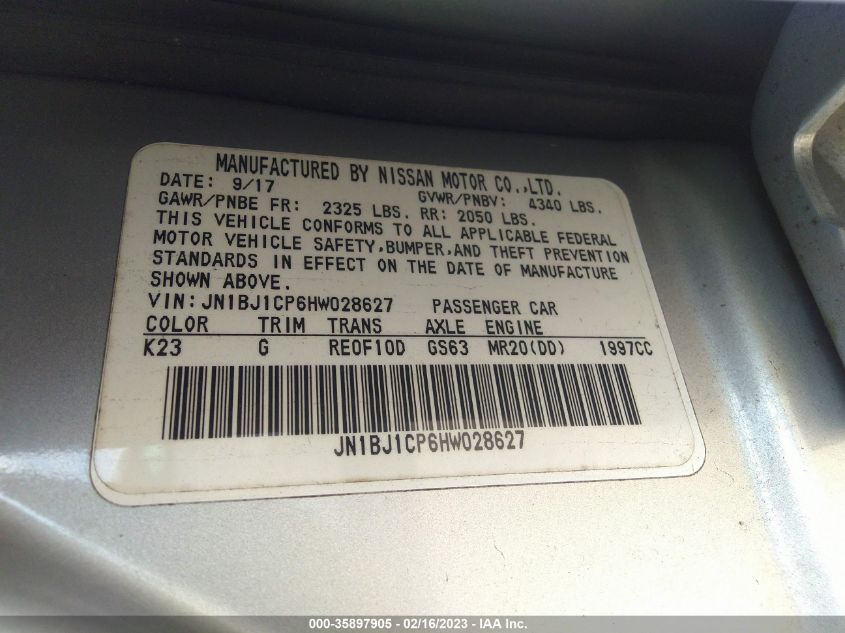 MANUFACTURED BY NISSAN MOTOR CO.,LTD.
DATE: 9/17 GVWR/PNBV: 4340 LBS.
GAWR/PNBE FR: 2325 LBS. RR: 2050 LBS.
THIS VEHICLE CONFORMS TO ALL APPLICABLE FEDERAL
MOTOR VEHICLE SAFETY,BUMPER,AND THEFT PREVENTION
STANDARDS IN EFFECT ON THE DATE OF MANUFACTURE
SHOWN ABOVE.
VIN:JN1BJ1CP6HW028627 PASSENGER CAR
COLOR TRIM TRANS AXLE ENGINE
K23 G RE0F10D GS63 MR20(DD) 1997CC
JN1BJ1CP6HW028627
000-35897905 - 02/16/2023 - IAA Inc.